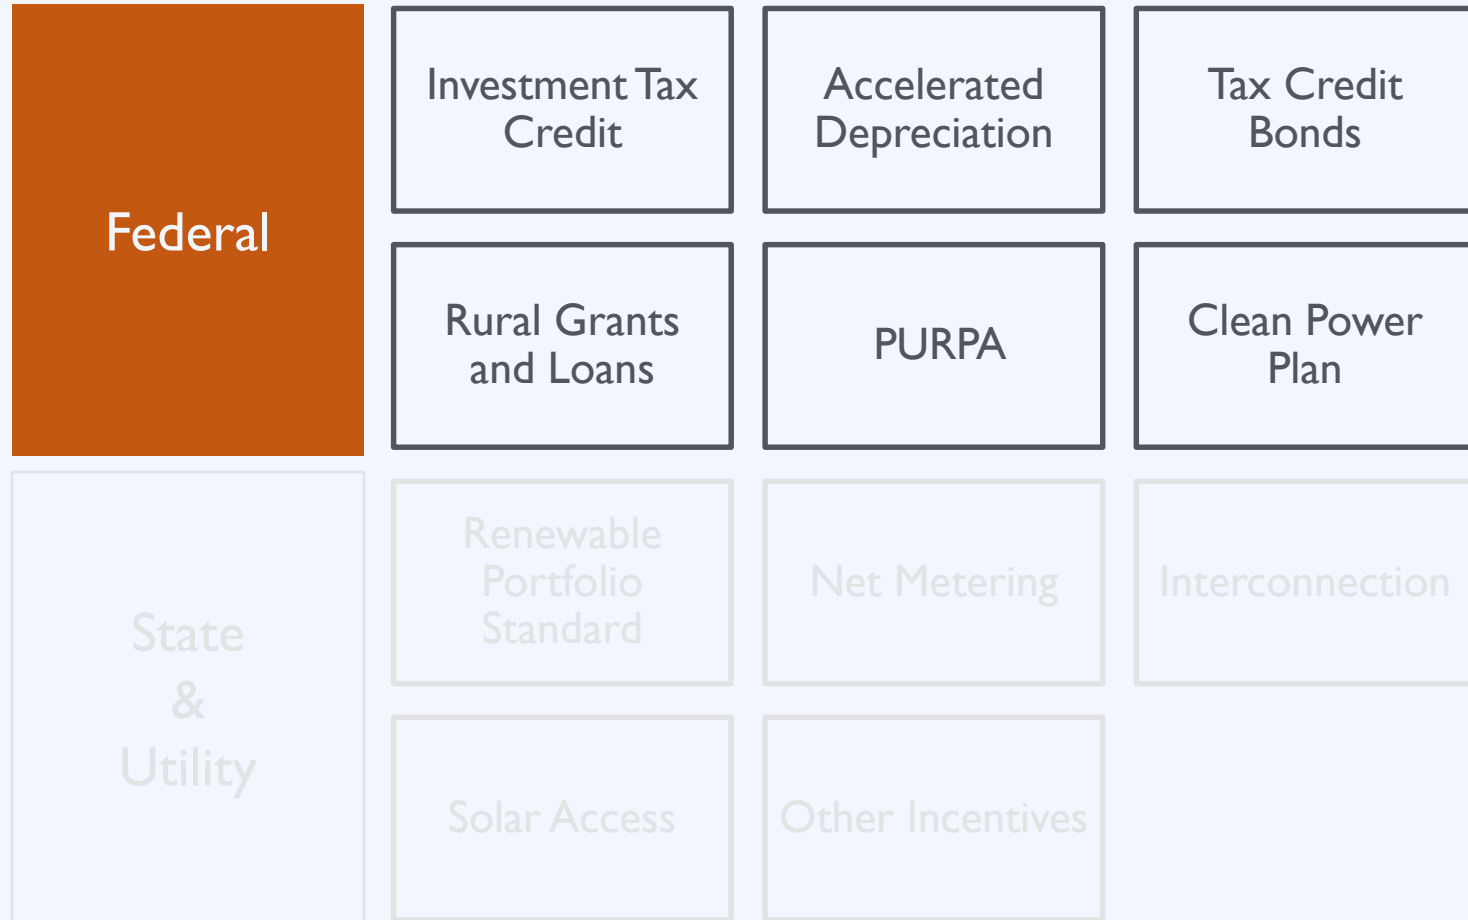 Federal
Investment Tax
Credit
Accelerated
Depreciation
Tax Credit
Bonds
Rural Grants
and Loans
PURPA
Clean Power
Plan
State
&
Utility
Renewable
Portfolio
Standard
Net Metering
Interconnection
Solar Access
Other Incentives